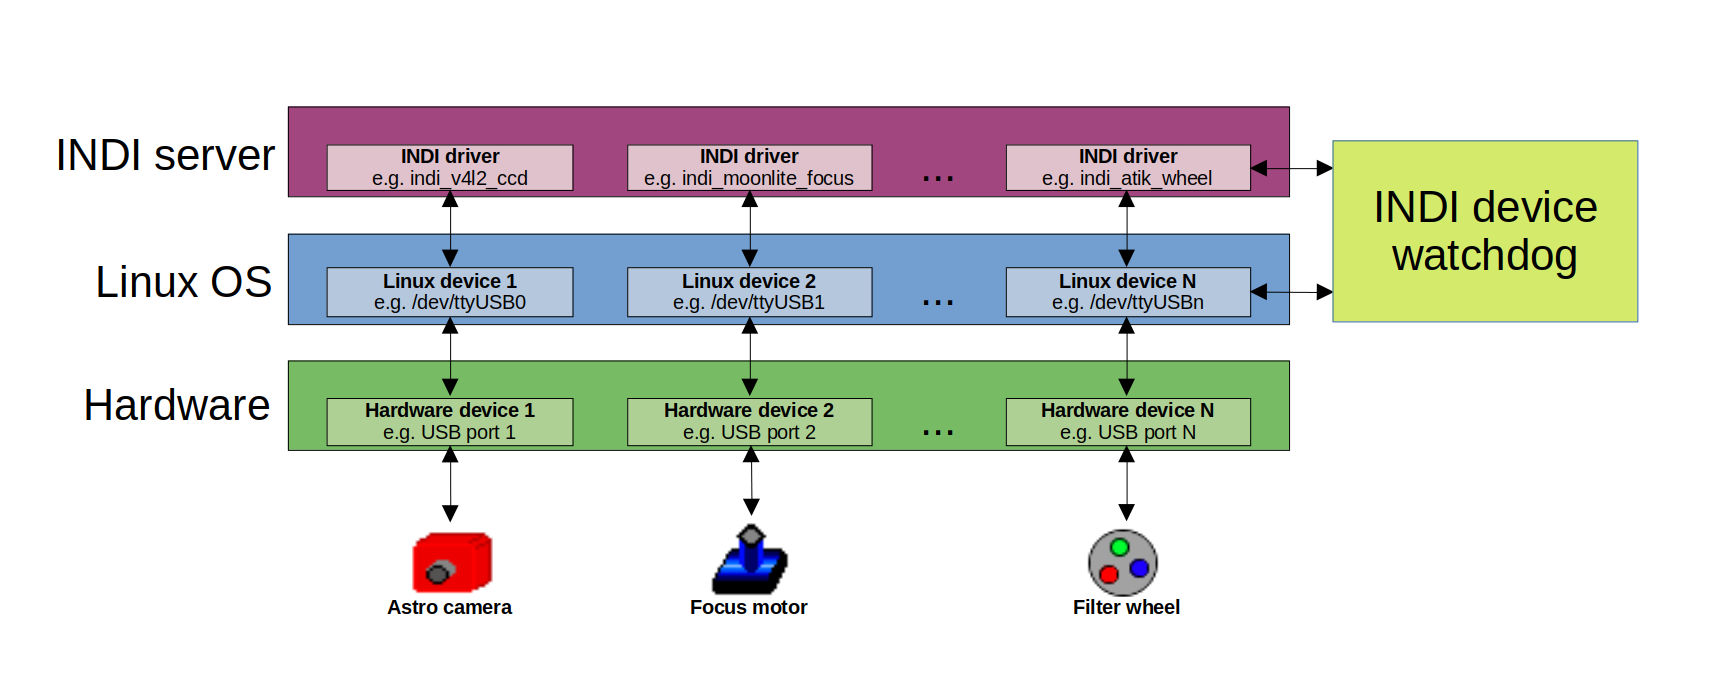 INDI server
INDI driver
e.g. indi_v4l2_ccd
INDI driver
e.g. indi_moonlite_focus
...
INDI driver
e.g. indi_atik_wheel
INDI device
watchdog
Linux OS
Linux device 1
e.g. /dev/ttyUSB0
Linux device 2
e.g. /dev/ttyUSB1
...
Linux device N
e.g. /dev/ttyUSBn
Hardware
Hardware device 1
e.g. USB port 1
Hardware device 2
e.g. USB port 2
...
Hardware device N
e.g. USB port N
Astro camera
Focus motor
Filter wheel